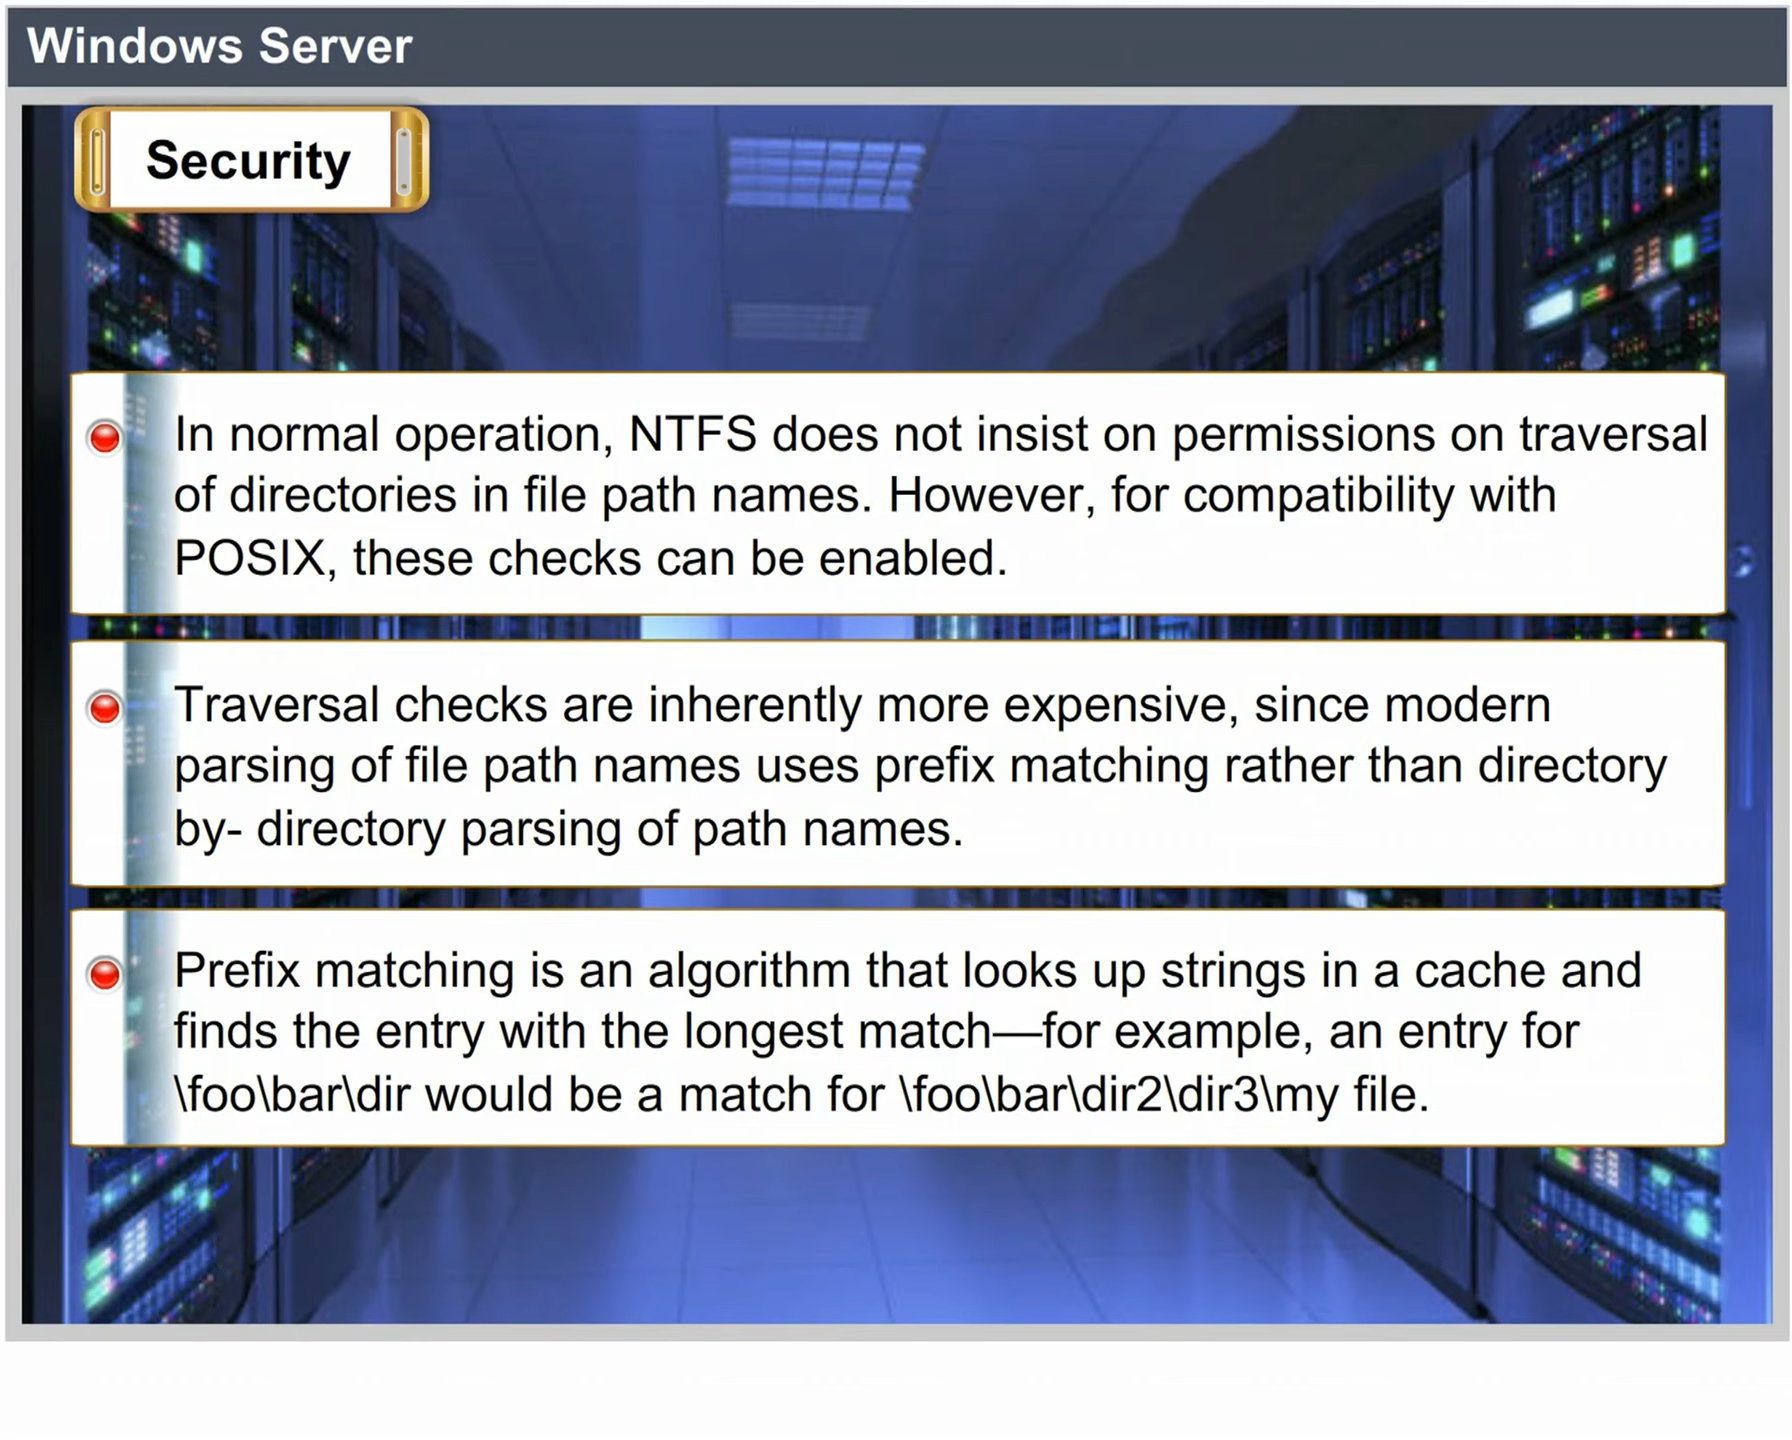 Windows Server
Security
In normal operation, NTFS does not insist on permissions on traversal
of directories in file path names. However, for compatibility with
POSIX, these checks can be enabled.
Traversal checks are inherently more expensive, since modern
parsing of file path names uses prefix matching rather than directory
by- directory parsing of path names.
Prefix matching is an algorithm that looks up strings in a cache and
finds the entry with the longest match—for example, an entry for
\foo\bar\dir would be a match for \foo\bar\dir2\dir3\my file.